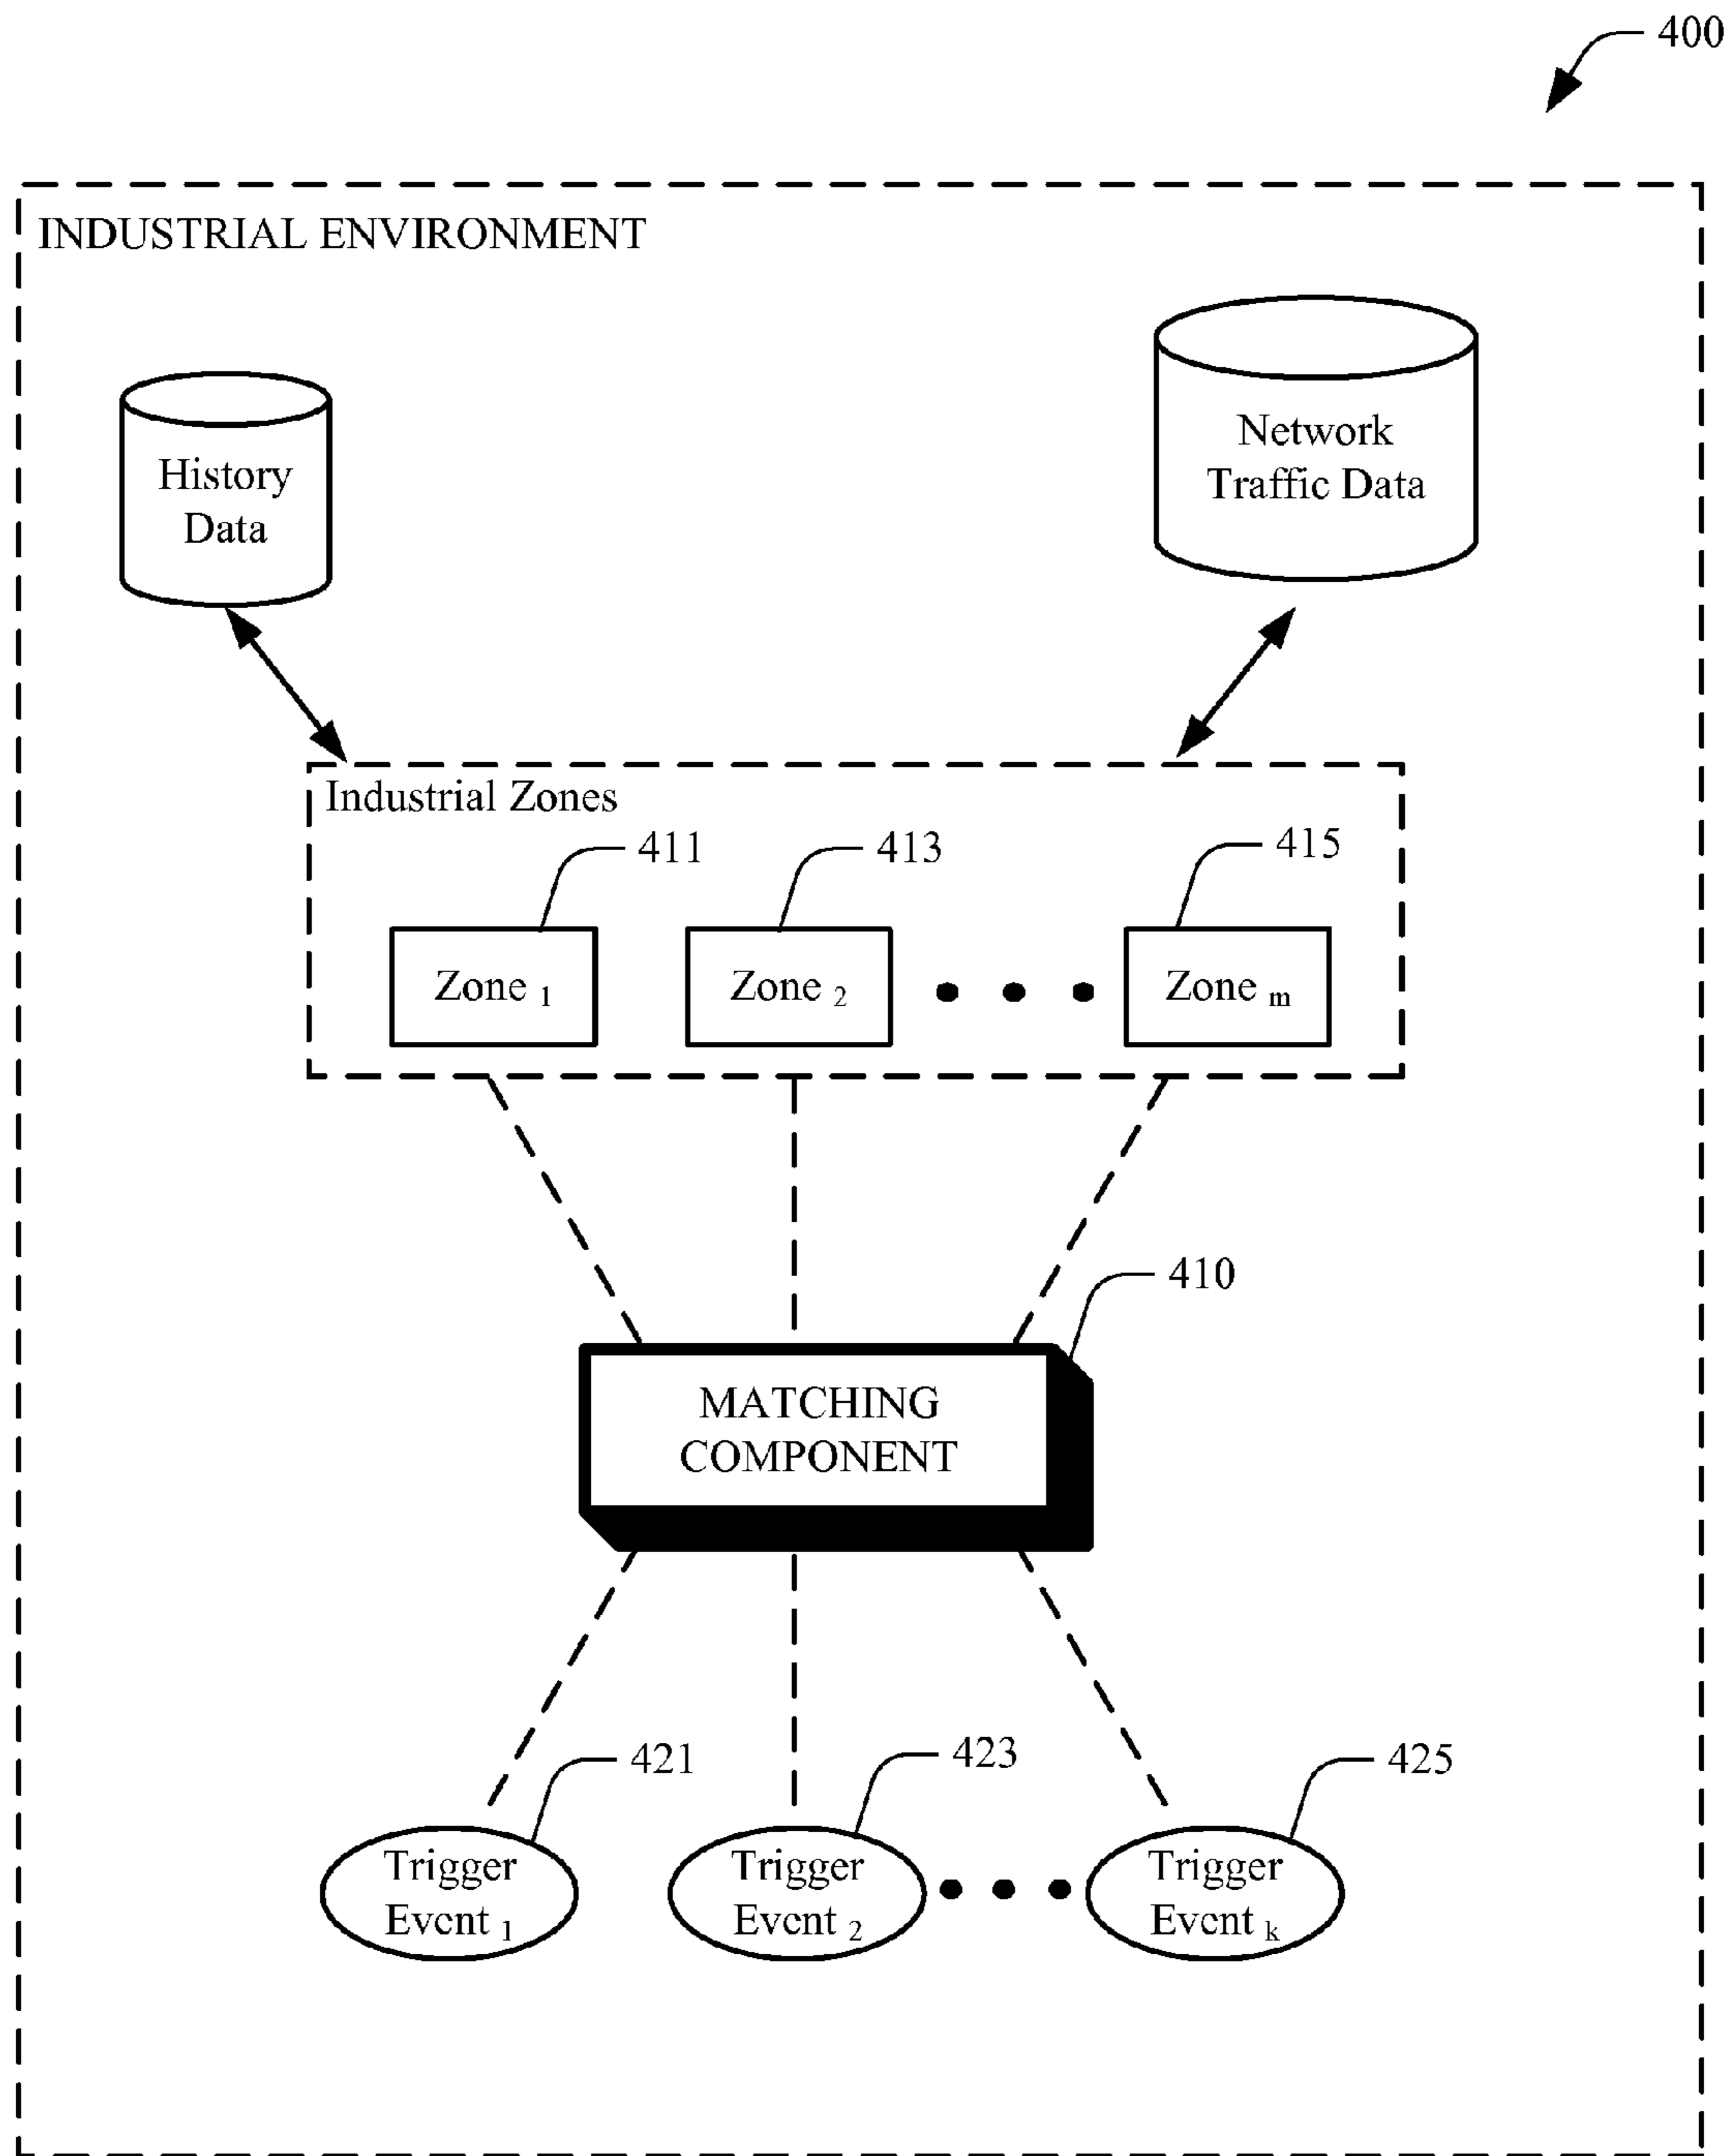 400
INDUSTRIAL ENVIRONMENT
History
Data
Network
Traffic Data
Industrial Zones
411
413
415
Zone 1
Zone 2
Zone m
410
MATCHING
COMPONENT
421
423
425
Trigger
Event 1
Trigger
Event 2
Trigger
Event k